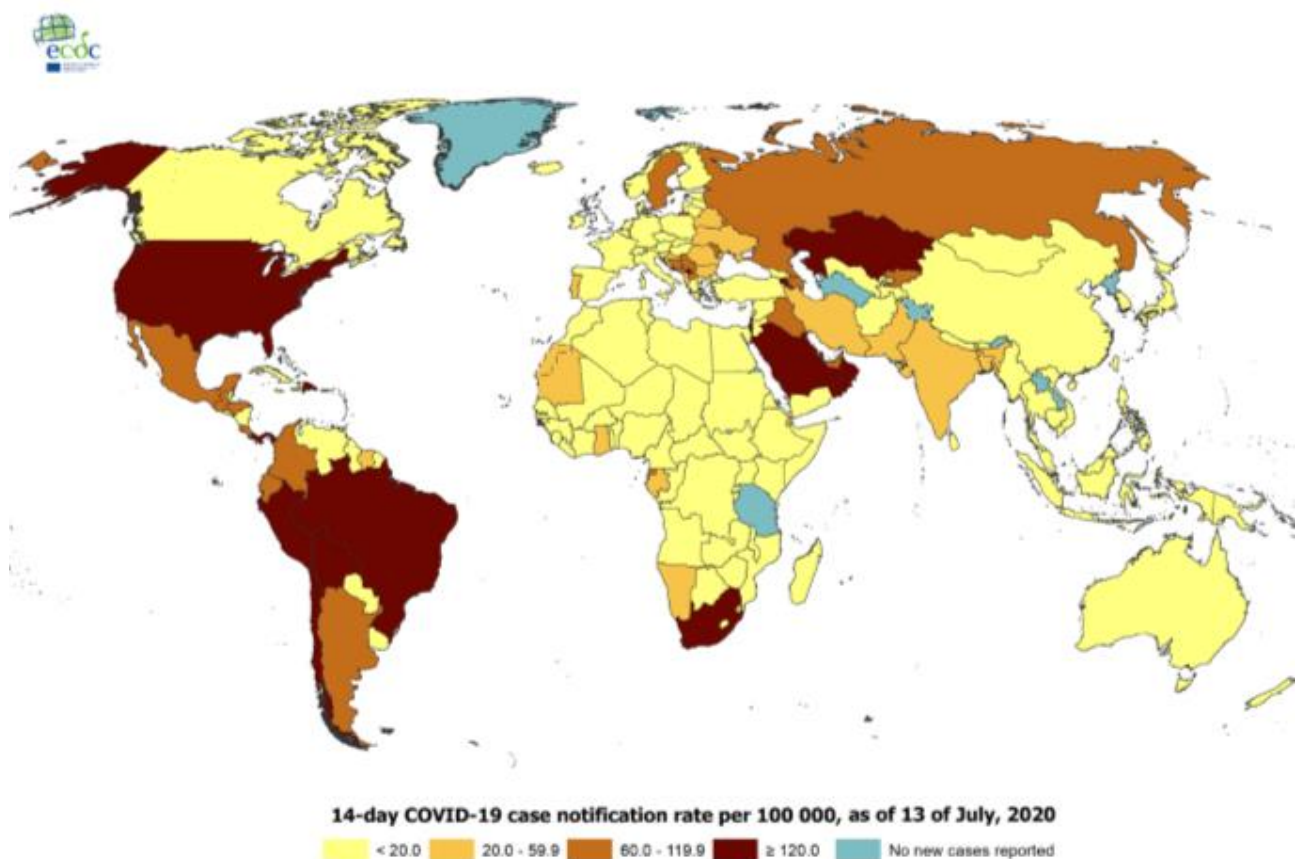 ecdc
14-day COVID-19 case notification rate per 100 000, as of 13 of July, 2020
< 20.0 20.0 - 59.9 60.0 - 119.9 ≥ 120.0 No new cases reported